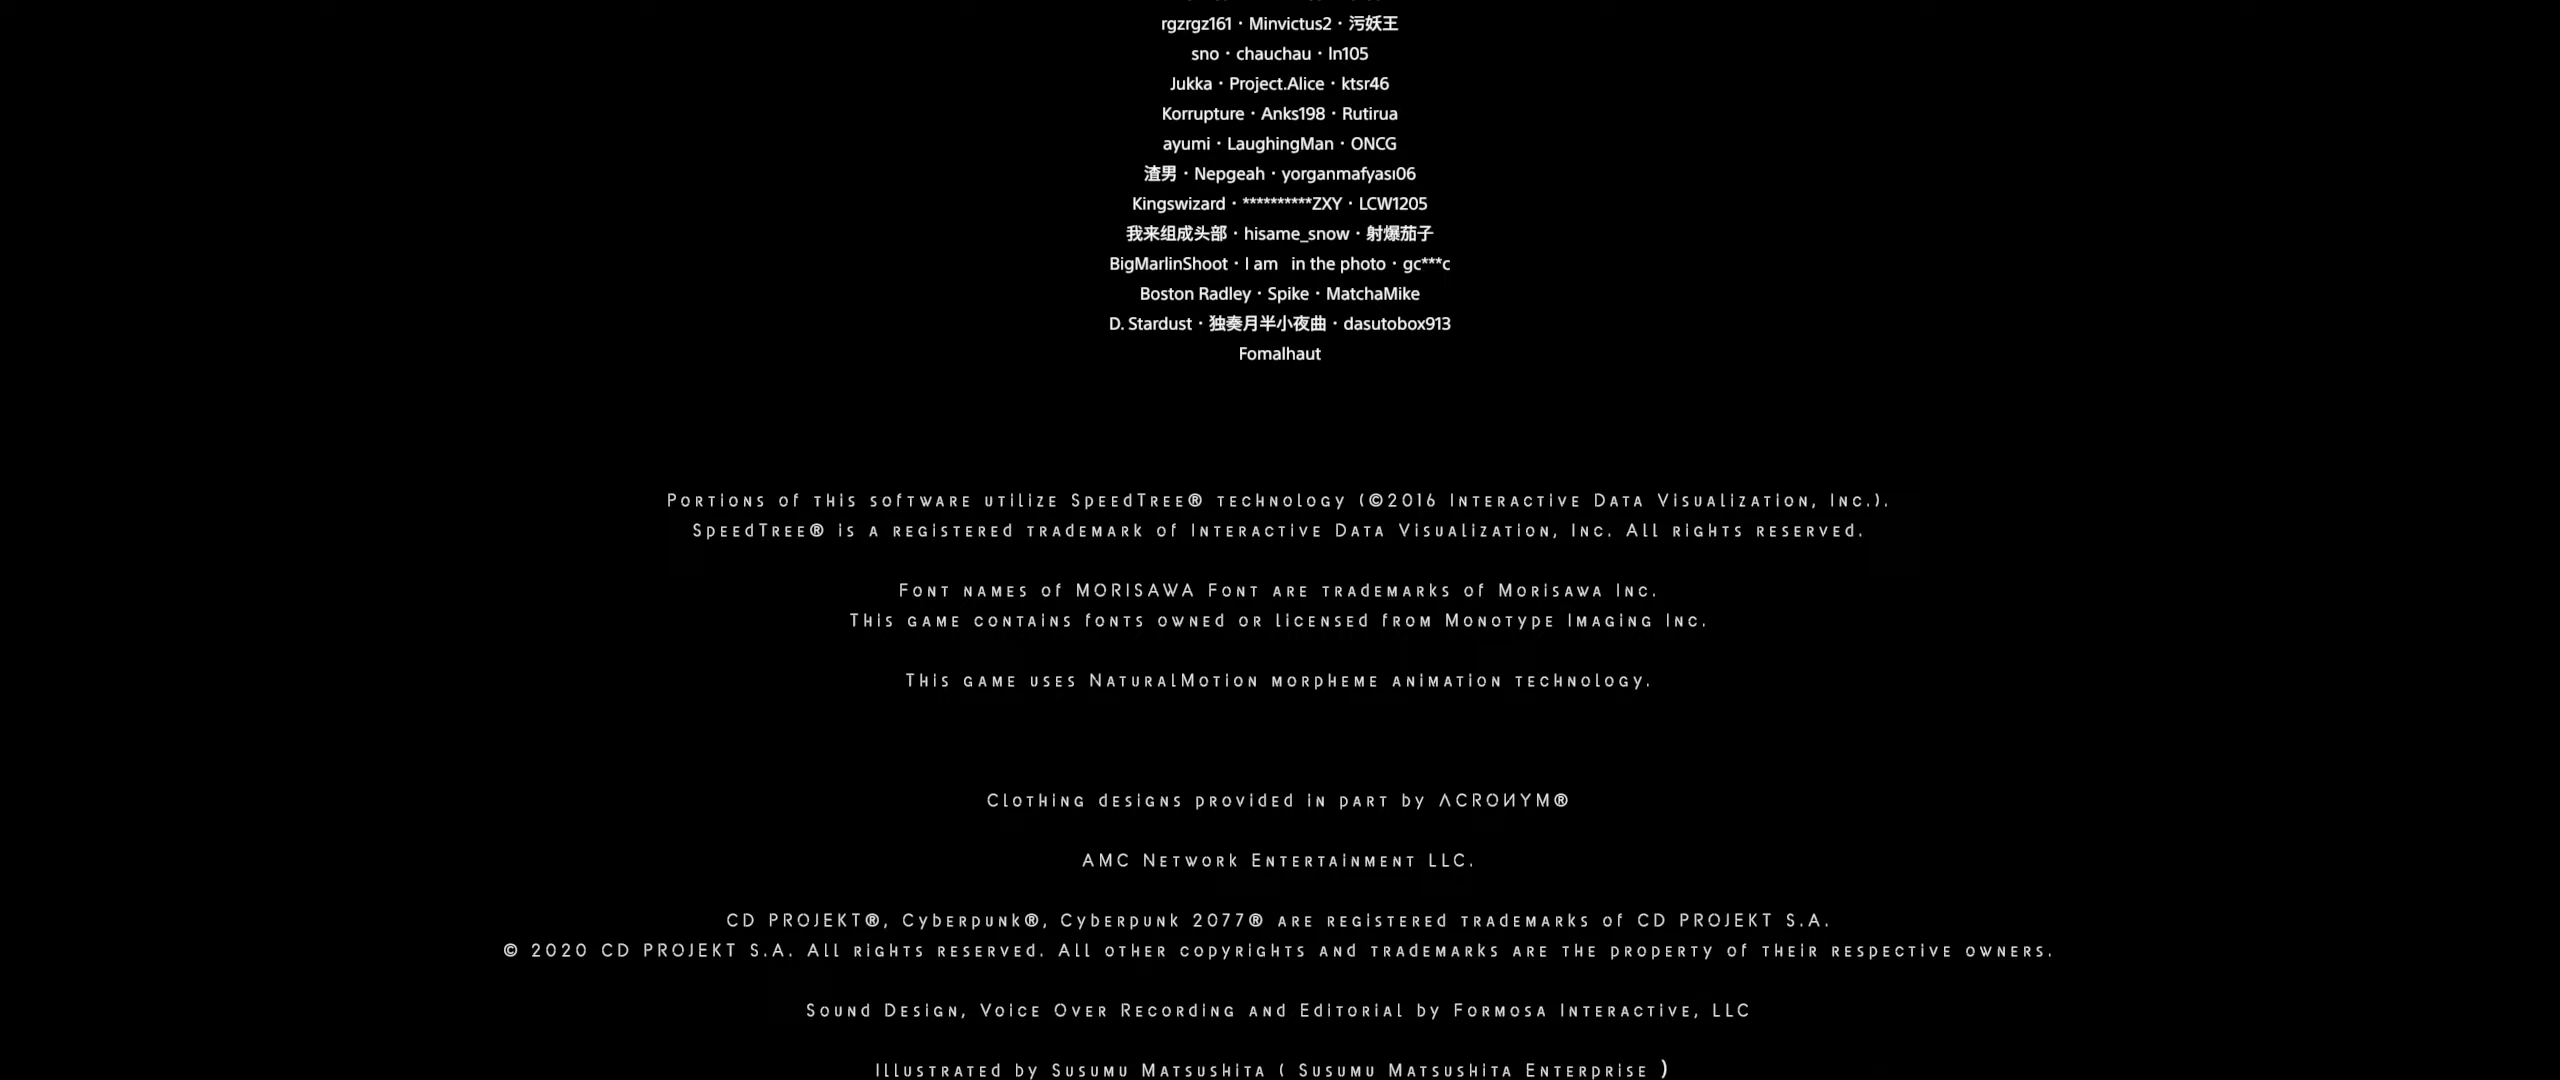 rgzrgz161・Minvictus2・污妖王
sno・chauchau・ln105
Jukka・Project.Alice・ktsr46
Korrupture・Anks198・Rutirua
ayumi・LaughingMan・ONCG
渣男・Nepgeah・yorganmafyası06
Kingswizard・**********ZXY・LCW1205
我来组成头部・hisame_snow・射爆茄子
BigMarlinShoot・I am in the photo・gc***c
Boston Radley・Spike・MatchaMike
D. Stardust・独奏月半小夜曲・dasutobox913
Fomalhaut
Portions of this software utilize SpeedTree® technology (©2016 Interactive Data Visualization, Inc.).
SpeedTree® is a registered trademark of Interactive Data Visualization, Inc. All rights reserved.
Font names of MORISAWA Font are trademarks of Morisawa Inc.
This game contains fonts owned or licensed from Monotype Imaging Inc.
This game uses NaturalMotion morpheme animation technology.
Clothing designs provided in part by ΛCROИYM®
AMC Network Entertainment LLC.
CD PROJEKT®, Cyberpunk®, Cyberpunk 2077® are registered trademarks of CD PROJEKT S.A.
© 2020 CD PROJEKT S.A. All rights reserved. All other copyrights and trademarks are the property of their respective owners.
Sound Design, Voice Over Recording and Editorial by Formosa Interactive, LLC
Illustrated by Susumu Matsushita ( Susumu Matsushita Enterprise )